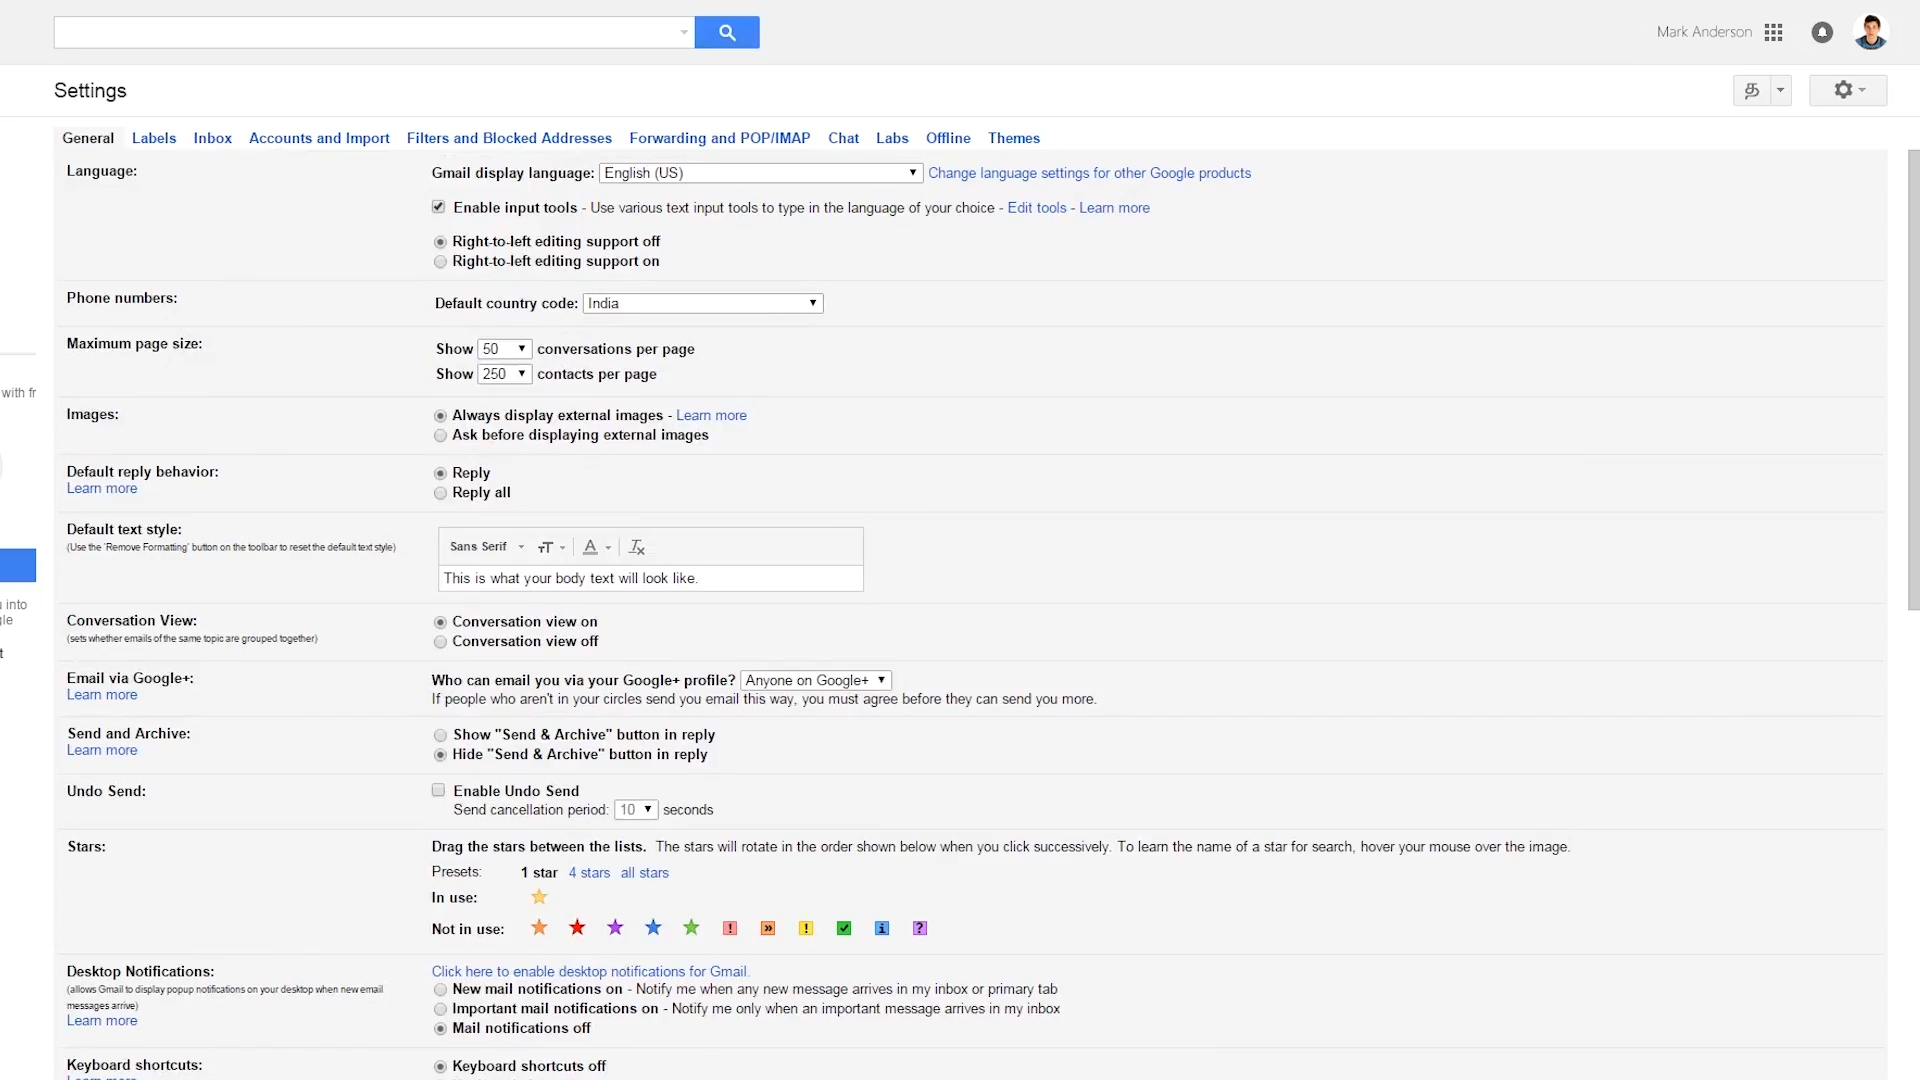 Mark Anderson
Settings
த
General Labels Inbox Accounts and Import Filters and Blocked Addresses Forwarding and POP/IMAP Chat Labs Offline Themes
Language:
Gmail display language: English (US) Change language settings for other Google products
Enable input tools - Use various text input tools to type in the language of your choice - Edit tools - Learn more
Right-to-left editing support off
Right-to-left editing support on
Phone numbers:
Default country code: India
Maximum page size:
Show 50 conversations per page
Show 250 contacts per page
with fr
Images:
Always display external images - Learn more
Ask before displaying external images
Default reply behavior:
Learn more
Reply
Reply all
Default text style:
(Use the 'Remove Formatting' button on the toolbar to reset the default text style)
Sans Serif
This is what your body text will look like.
into
gle
t
Conversation View:
(sets whether emails of the same topic are grouped together)
Conversation view on
Conversation view off
Email via Google+:
Learn more
Who can email you via your Google+ profile? Anyone on Google+
If people who aren't in your circles send you email this way, you must agree before they can send you more.
Send and Archive:
Learn more
Show "Send & Archive" button in reply
Hide "Send & Archive" button in reply
Undo Send:
Enable Undo Send
Send cancellation period: 10 seconds
Stars:
Drag the stars between the lists. The stars will rotate in the order shown below when you click successively. To learn the name of a star for search, hover your mouse over the image.
Presets: 1 star 4 stars all stars
In use:
Not in use: ! » ! i ?
Desktop Notifications:
(allows Gmail to display popup notifications on your desktop when new email
messages arrive)
Learn more
Click here to enable desktop notifications for Gmail.
New mail notifications on - Notify me when any new message arrives in my inbox or primary tab
Important mail notifications on - Notify me only when an important message arrives in my inbox
Mail notifications off
Keyboard shortcuts:
Keyboard shortcuts off